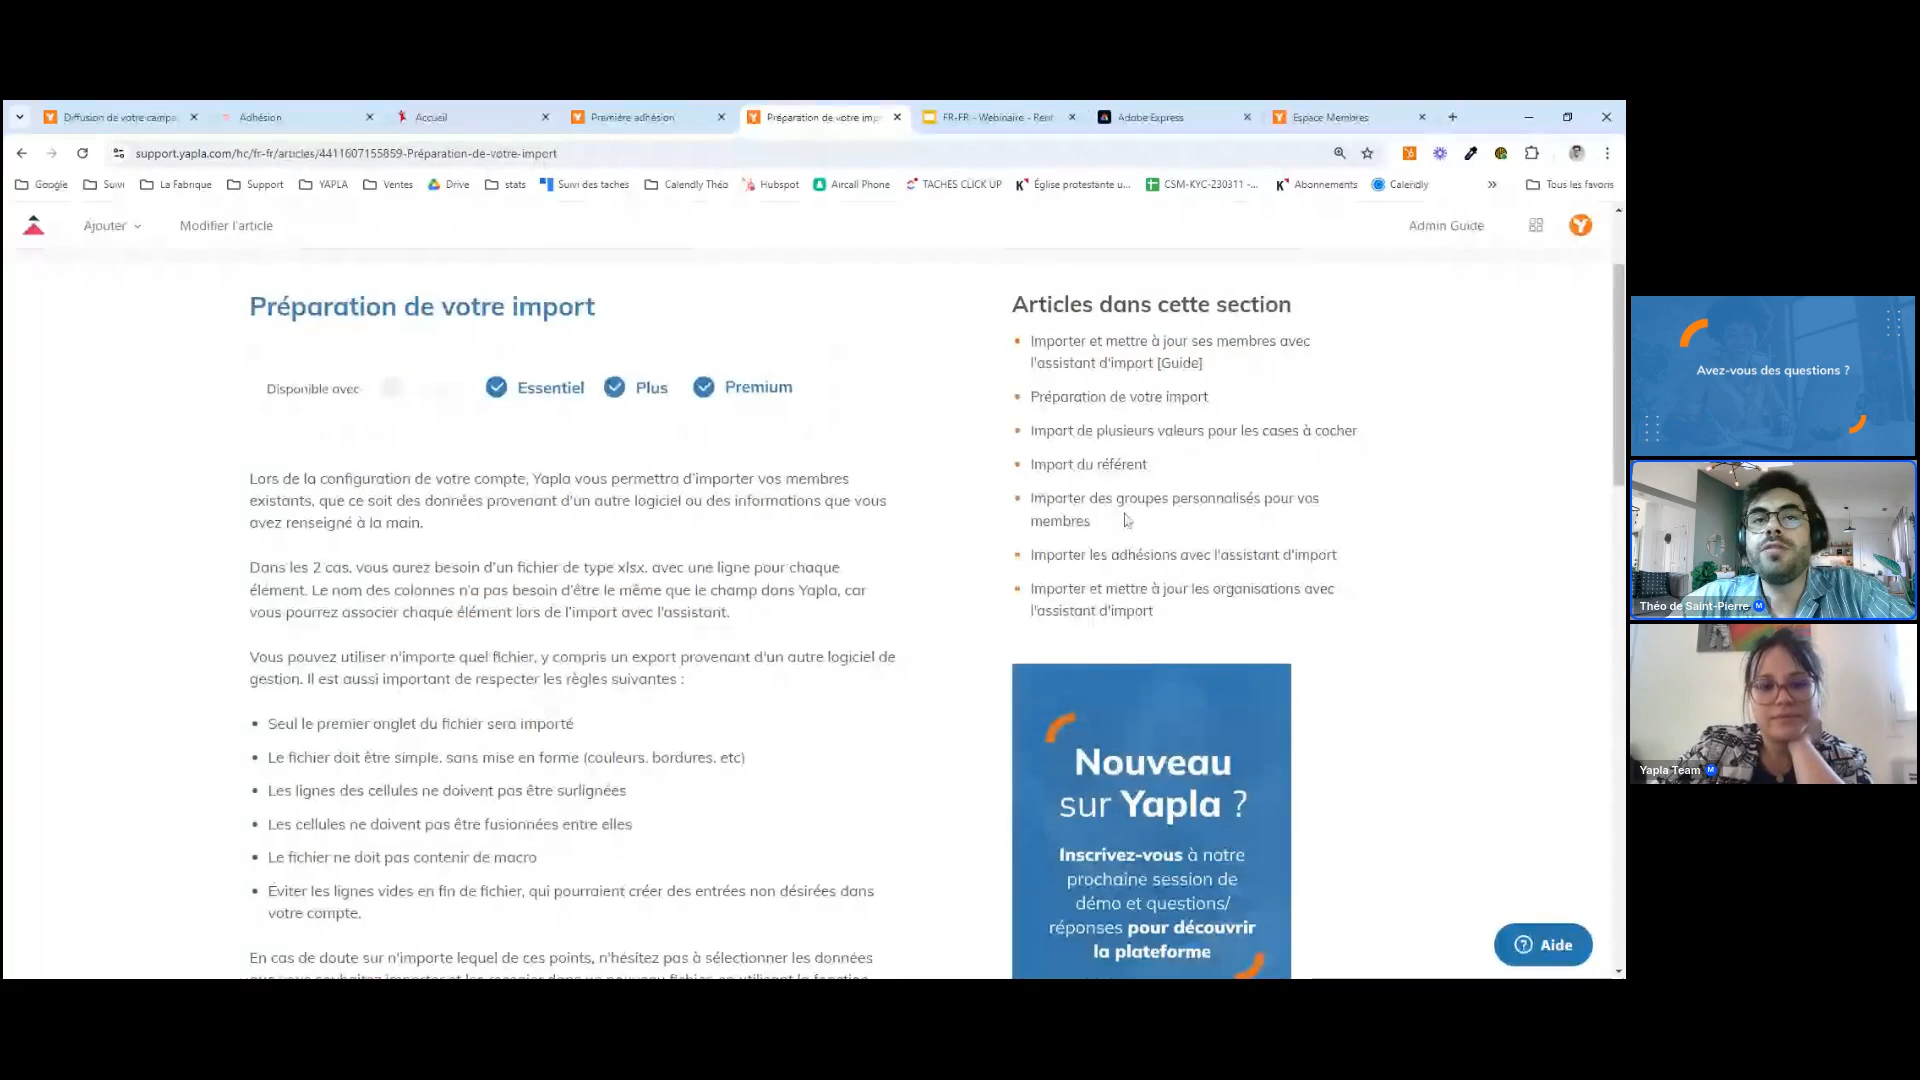 Diffusion de votre campa
Adhésion
Accueil
Première adhésion
Préparation de votre imp
FR-FR - Webinaire - Rent
Adobe Express
Espace Membres
support.yapla.com/hc/fr-fr/articles/4411607155859-Préparation-de-votre-import
Google
Suivi
La Fabrique
Support
YAPLA
Ventes
Drive
stats
Suivi des taches
Calendly Théo
Hubspot
Aircall Phone
TACHES CLICK UP
Église protestante u...
CSM-KYC-230311 -...
Abonnements
Calendly
Tous les favoris
Ajouter
Modifier l'article
Admin Guide
Préparation de votre import
Disponible avec
Essentiel
Plus
Premium
Lors de la configuration de votre compte, Yapla vous permettra d'importer vos membres
existants, que ce soit des données provenant d'un autre logiciel ou des informations que vous
avez renseigné à la main.
Dans les 2 cas, vous aurez besoin d'un fichier de type xlsx, avec une ligne pour chaque
élément. Le nom des colonnes n'a pas besoin d'être le même que le champ dans Yapla, car
vous pourrez associer chaque élément lors de l'import avec l'assistant.
Vous pouvez utiliser n'importe quel fichier, y compris un export provenant d'un autre logiciel de
gestion. Il est aussi important de respecter les règles suivantes :
• Seul le premier onglet du fichier sera importé
• Le fichier doit être simple, sans mise en forme (couleurs, bordures, etc)
• Les lignes des cellules ne doivent pas être surlignées
• Les cellules ne doivent pas être fusionnées entre elles
• Le fichier ne doit pas contenir de macro
• Éviter les lignes vides en fin de fichier, qui pourraient créer des entrées non désirées dans
votre compte.
En cas de doute sur n'importe lequel de ces points, n'hésitez pas à sélectionner les données
Articles dans cette section
Importer et mettre à jour ses membres avec
l'assistant d'import [Guide]
Préparation de votre import
Import de plusieurs valeurs pour les cases à cocher
Import du référent
Importer des groupes personnalisés pour vos
membres
Importer les adhésions avec l'assistant d'import
Importer et mettre à jour les organisations avec
l'assistant d'import
Nouveau
sur Yapla ?
Inscrivez-vous à notre
prochaine session de
démo et questions/
réponses pour découvrir
la plateforme
Aide
Avez-vous des questions ?
Théo de Saint-Pierre
Yapla Team